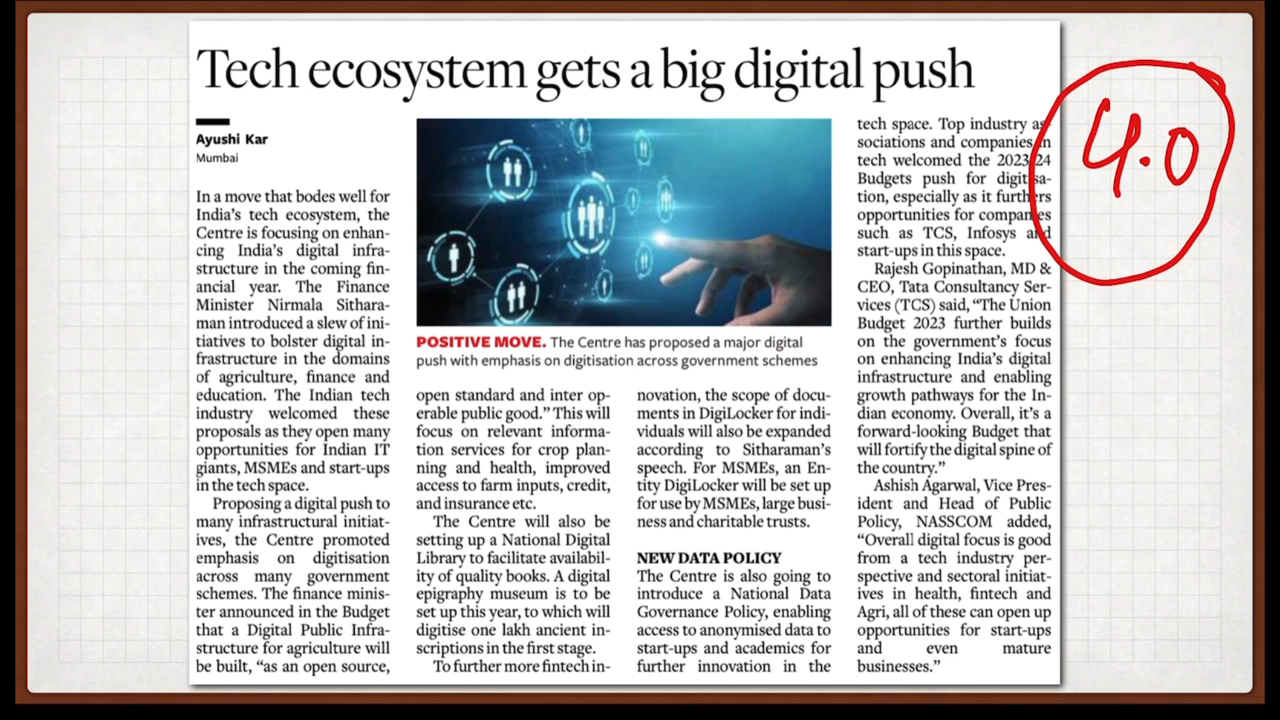 Tech ecosystem gets a big digital push
Ayushi Kar
Mumbai
In a move that bodes well for
India's tech ecosystem, the
Centre is focusing on enhan-
cing India's digital infra-
structure in the coming fin-
ancial year. The Finance
Minister Nirmala Sithara-
man introduced a slew of ini-
tiatives to bolster digital in-
frastructure in the domains
of agriculture, finance and
education. The Indian tech
industry welcomed these
proposals as they open many
opportunities for Indian IT
giants, MSMEs and start-ups
in the tech space.
Proposing a digital push to
many infrastructural initiat-
ives, the Centre promoted
emphasis on digitisation
across many government
schemes. The finance minis-
ter announced in the Budget
that a Digital Public Infra-
structure for agriculture will
be built, “as an open source,
POSITIVE MOVE. The Centre has proposed a major digital
push with emphasis on digitisation across government schemes
open standard and inter op-
erable public good.” This will
focus on relevant informa-
tion services for crop plan-
ning and health, improved
access to farm inputs, credit,
and insurance etc.
The Centre will also be
setting up a National Digital
Library to facilitate availabil-
ity of quality books. A digital
epigraphy museum is to be
set up this year, to which will
digitise one lakh ancient in-
scriptions in the first stage.
To further more fintech in-
novation, the scope of docu-
ments in DigiLocker for indi-
viduals will also be expanded
according to Sitharaman's
speech. For MSMEs, an En-
tity DigiLocker will be set up
for use by MSMEs, large busi-
ness and charitable trusts.
NEW DATA POLICY
The Centre is also going to
introduce a National Data
Governance Policy, enabling
access to anonymised data to
start-ups and academics for
further innovation in the
tech space. Top industry as-
sociations and companies in
tech welcomed the 2023-24
Budgets push for digitisa-
tion, especially as it furthers
opportunities for companies
such as TCS, Infosys and
start-ups in this space.
Rajesh Gopinathan, MD &
CEO, Tata Consultancy Ser-
vices (TCS) said, “The Union
Budget 2023 further builds
on the government's focus
on enhancing India's digital
infrastructure and enabling
growth pathways for the In-
dian economy. Overall, it's a
forward-looking Budget that
will fortify the digital spine of
the country.”
Ashish Agarwal, Vice Pres-
ident and Head of Public
Policy, NASSCOM added,
“Overall digital focus is good
from a tech industry per-
spective and sectoral initiat-
ives in health, fintech and
Agri, all of these can open up
opportunities for start-ups
and even mature
businesses.”
4.0